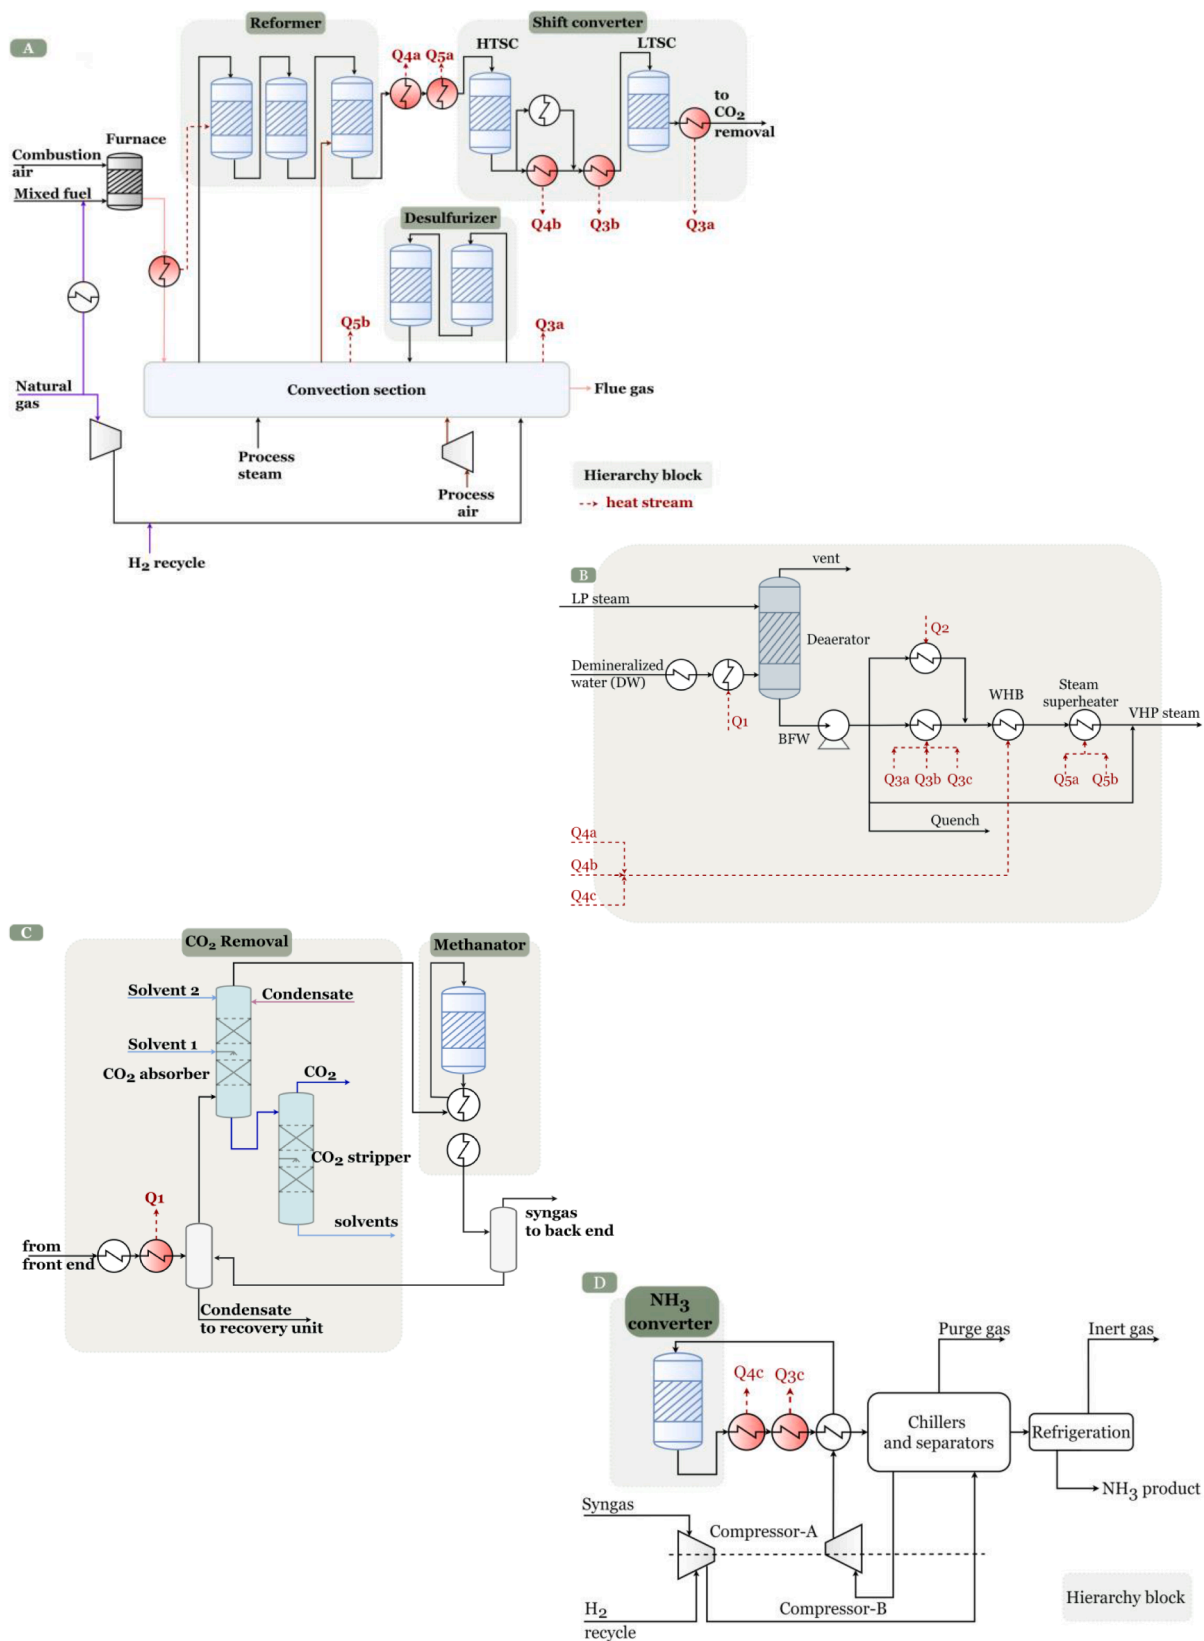 A
Reformer
Shift converter
HTSC
LTSC
Q4a
Q5a
to
CO2
removal
Furnace
Combustion
air
Mixed fuel
Q4b
Q3b
Q3a
Desulfurizer
Q5b
Q3a
Natural
gas
Convection section
Flue gas
Process
steam
Process
air
Hierarchy block
heat stream
H2 recycle
B
vent
LP steam
Deaerator
Q2
Demineralized
water (DW)
Q1
WHB
Steam
superheater
VHP steam
BFW
Q3a
Q3b
Q3c
Q5a
Q5b
Quench
Q4a
Q4b
Q4c
C
CO2 Removal
Methanator
Solvent 2
Condensate
Solvent 1
CO2 absorber
CO2
CO2 stripper
Q1
solvents
syngas
to back end
from
front end
Condensate
to recovery unit
D
NH3
converter
Purge gas
Inert gas
Q4c
Q3c
Chillers
and separators
Refrigeration
NH3 product
Syngas
Compressor-A
Compressor-B
H2
recycle
Hierarchy block